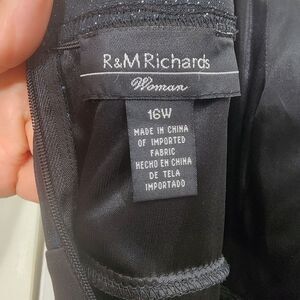 R&M Richards
Woman
16W
MADE IN CHINA
OF IMPORTED
FABRIC
HECHO EN CHINA
DE TELA
IMPORTADO